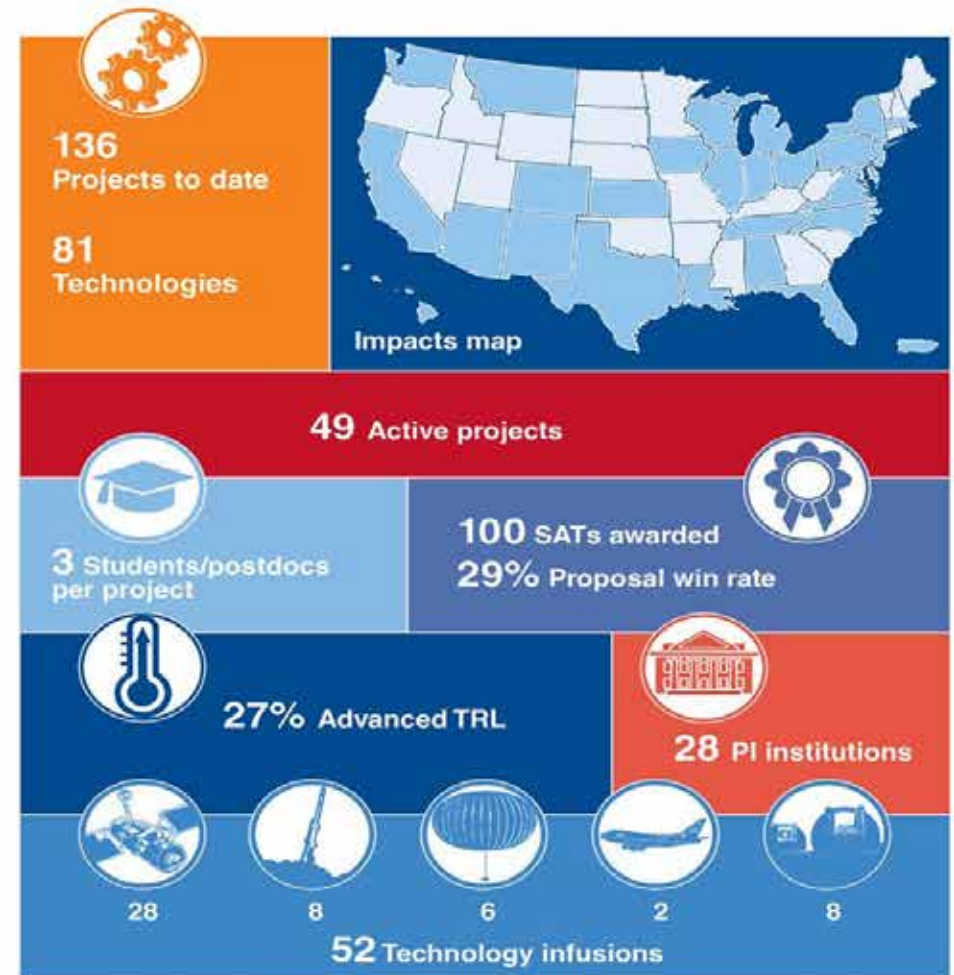 136
Projects to date
81
Technologies
Impacts map
49 Active projects
3 Students/postdocs
per project
100 SATs awarded
29% Proposal win rate
27% Advanced TRL
28 PI institutions
28 8 6 2 8
52 Technology infusions